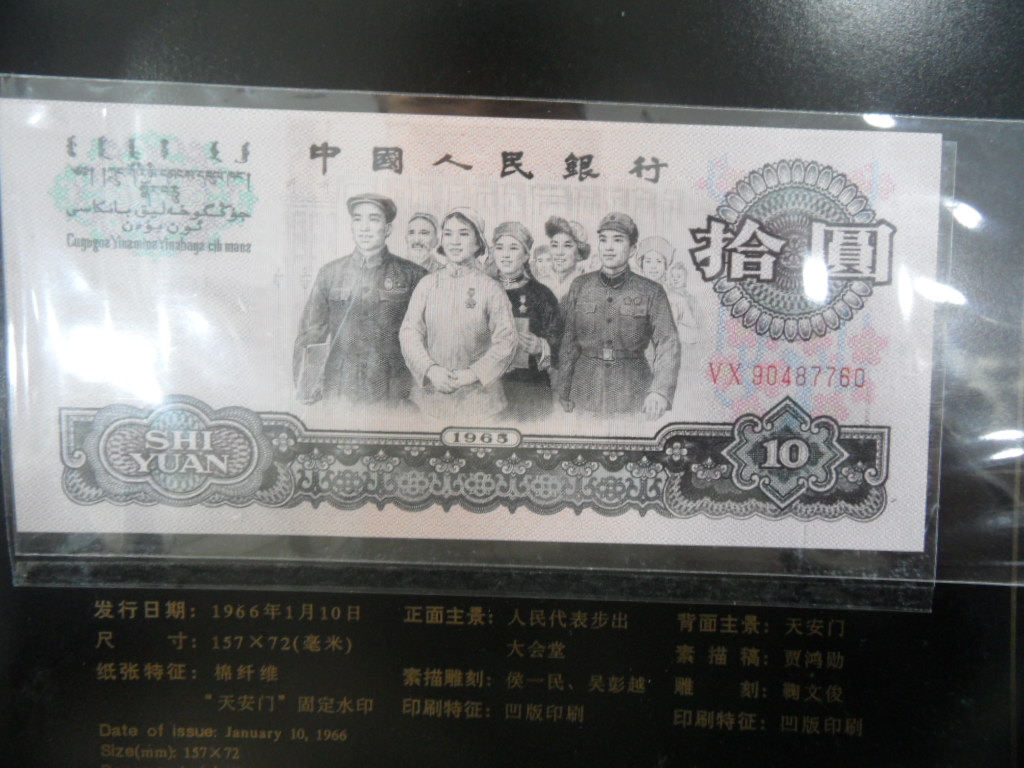 中國人民銀行
拾圓
VX 90487760
1965
SHI
YUAN
10
发行日期：1966年1月10日
尺 寸：157×72(毫米)
纸张特征：棉纤维
“天安门”固定水印
Date of issue: January 10, 1966
Size(mm): 157×72
正面主景：人民代表步出
大会堂
素描雕刻：侯一民、吴彭越
印刷特征：凹版印刷
背面主景：天安门
素 描 稿：贾鸿勋
雕 刻：鞠文俊
印刷特征：凹版印刷